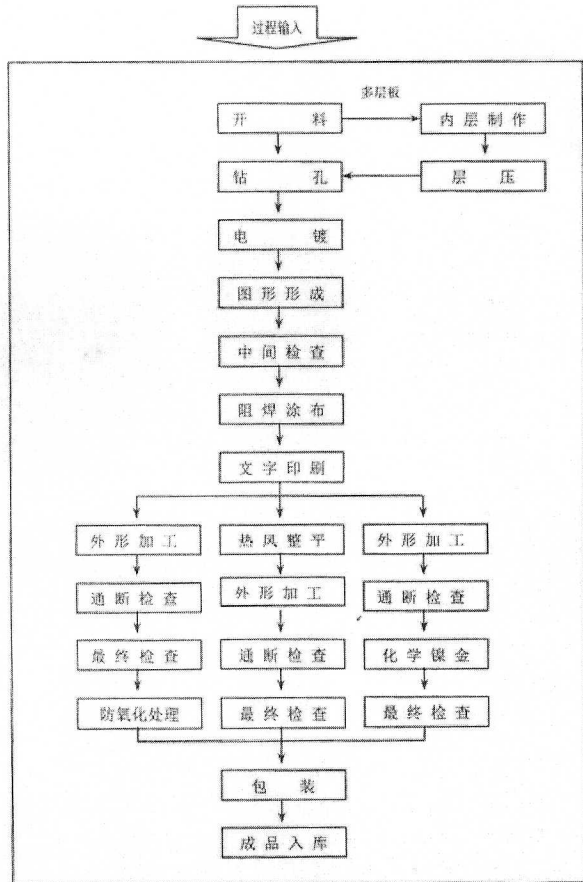 过程输入
多层板
开 料
内层制作
钻 孔
层 压
电 镀
图形形成
中间检查
阻焊涂布
文字印刷
外形加工 热风整平 外形加工
通断检查 外形加工 通断检查
最终检查 通断检查 化学镍金
防氧化处理 最终检查 最终检查
包 装
成品入库